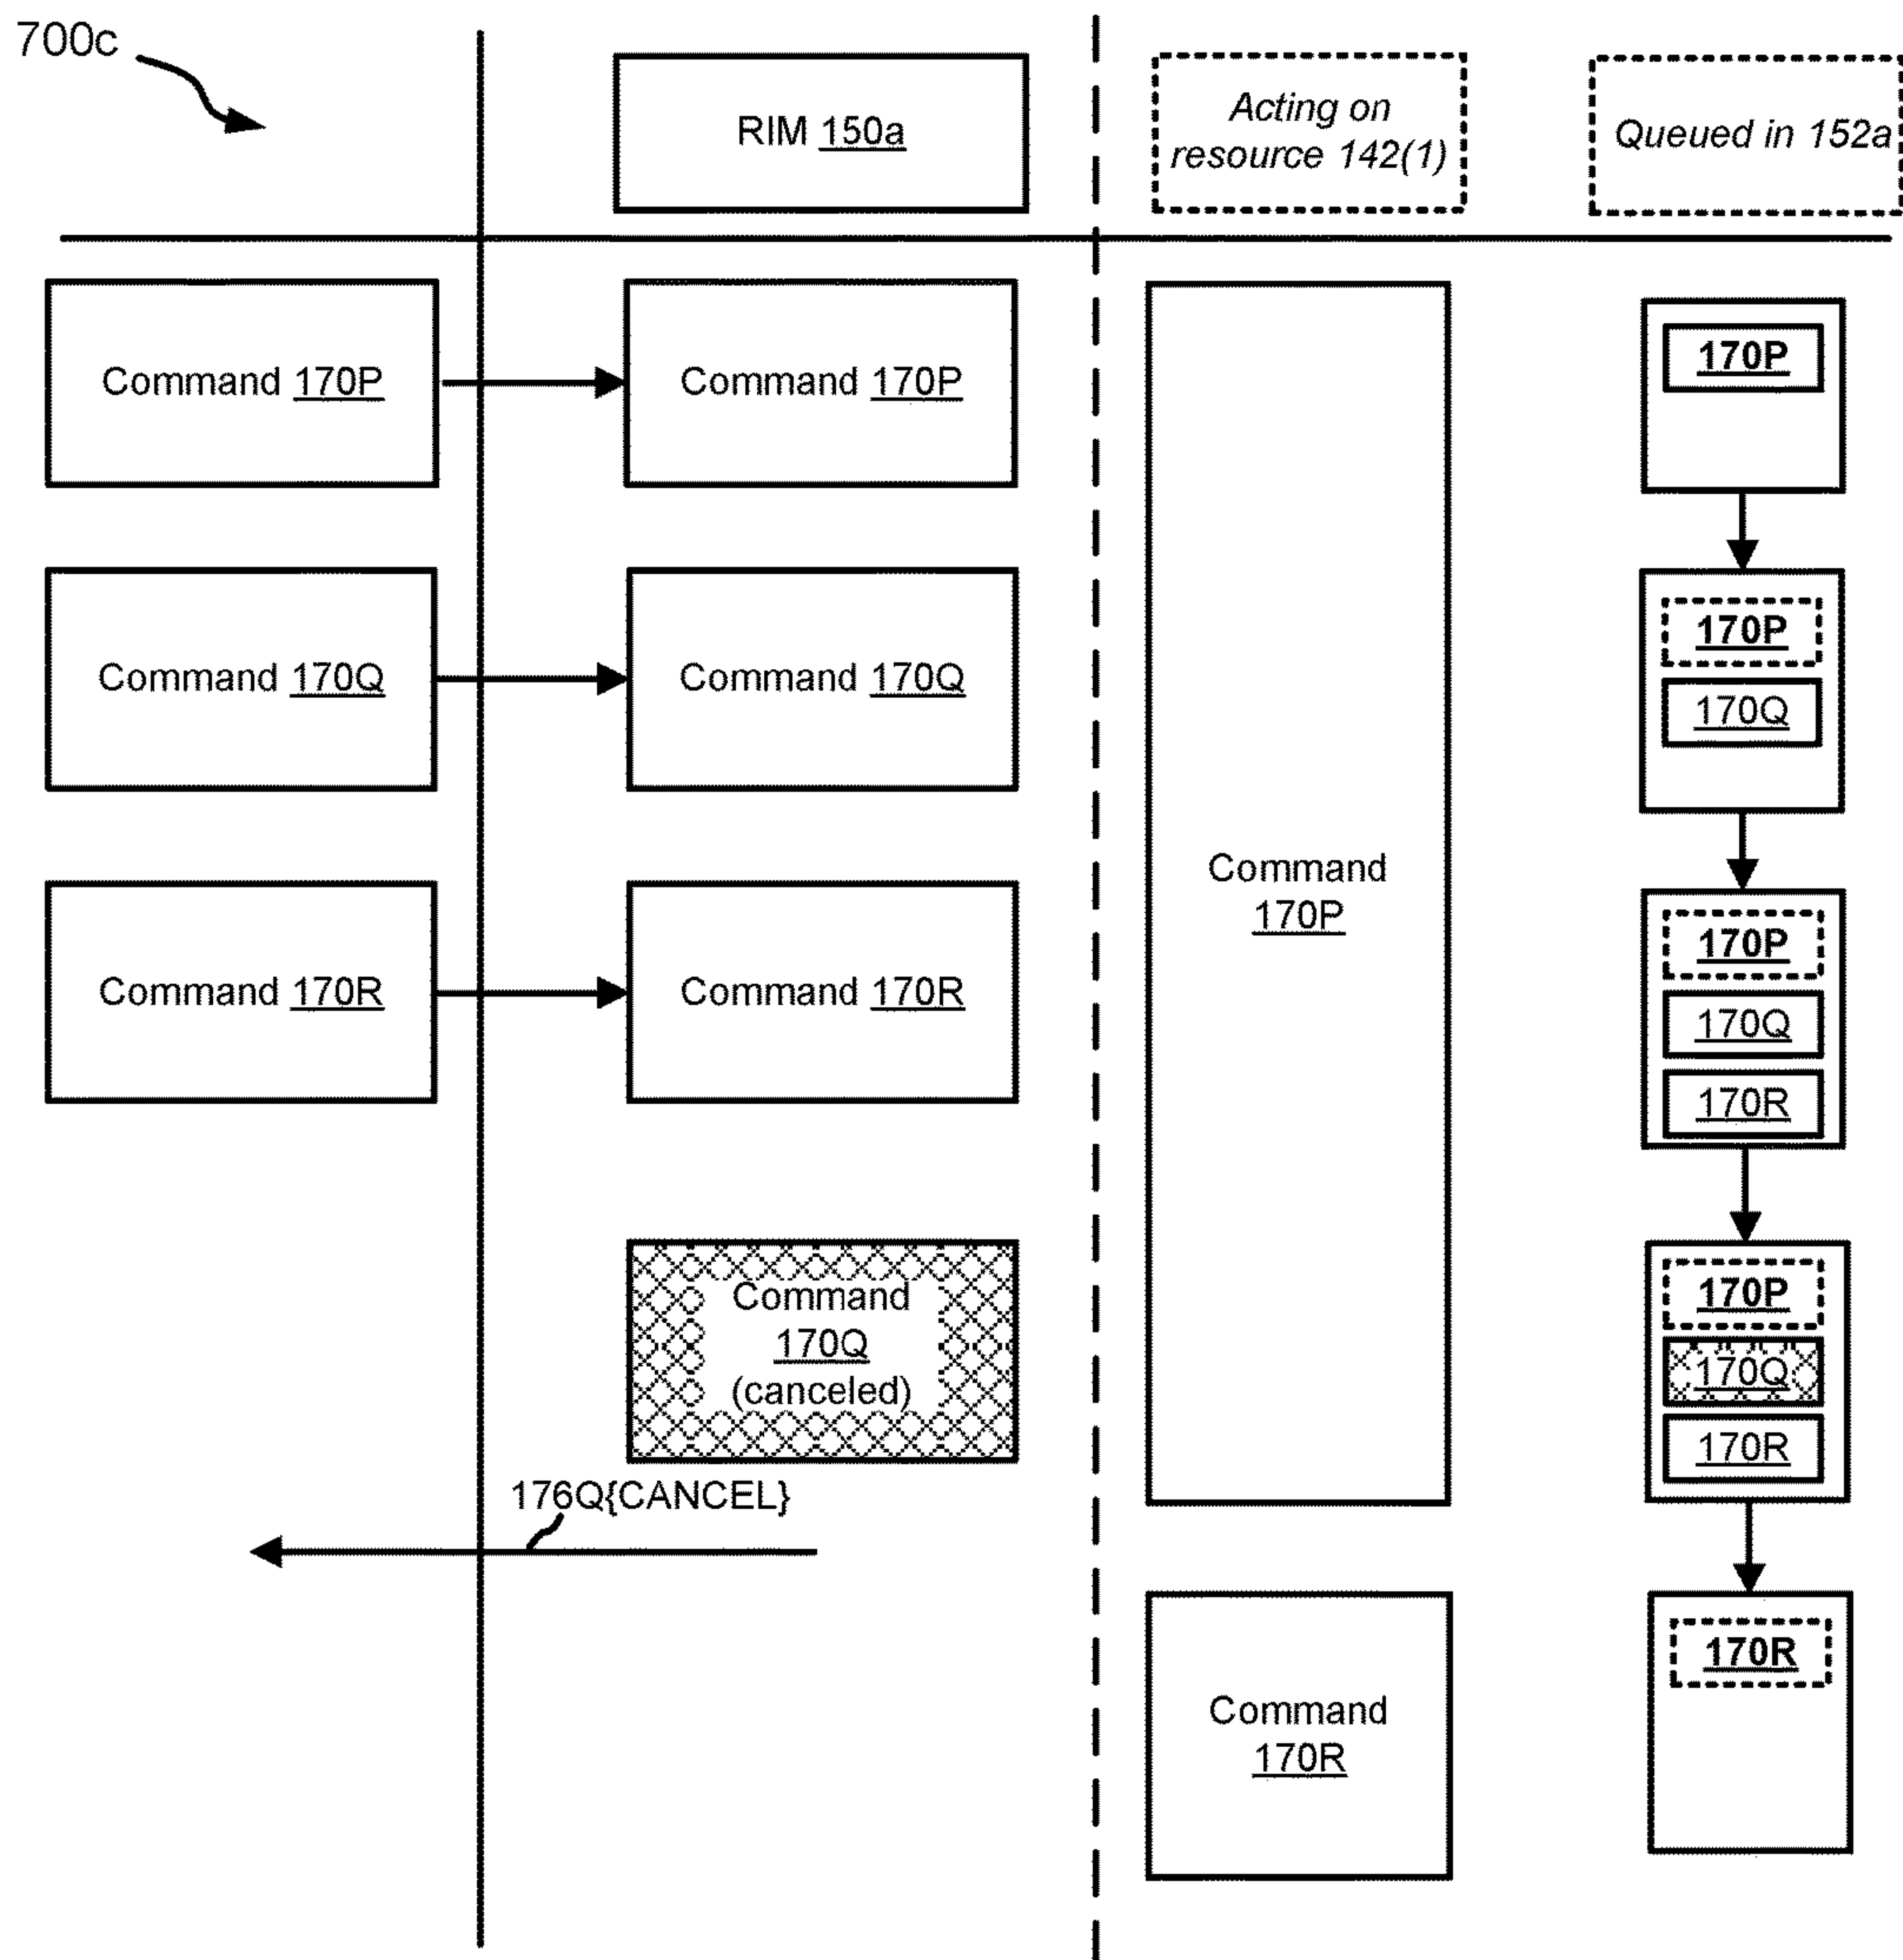 700c
RIM 150a
Acting on
resource 142(1)
Queued in 152a
Command 170P
Command 170P
170P
Command 170Q
Command 170Q
170P
170Q
Command
170P
Command 170R
Command 170R
170P
170Q
170R
Command
170Q
(canceled)
170P
170Q
170R
176Q{CANCEL}
Command
170R
170R